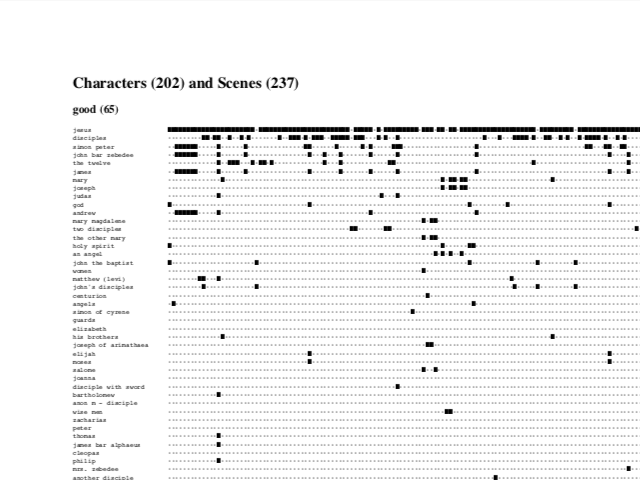 Characters (202) and Scenes (237)
good (65)
jesus
disciples
simon peter
john bar zebedee
the twelve
james
mary
joseph
judas
god
andrew
mary magdalene
two disciples
the other mary
holy spirit
an angel
john the baptist
women
matthew (levi)
john's disciples
centurion
angels
simon of cyrene
guards
elizabeth
his brothers
joseph of arimathaea
elijah
moses
salome
joanna
disciple with sword
bartholomew
anon m - disciple
wise men
zacharias
peter
thomas
james bar alphaeus
cleopas
philip
mrs. zebedee
another disciple